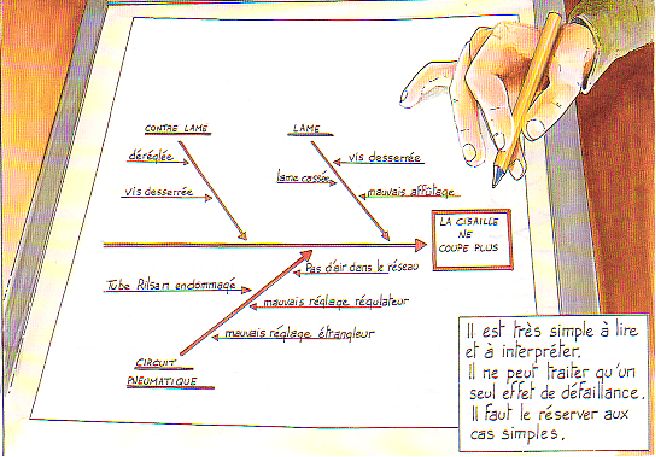 CONTRE LAME
LAME
déréglée
vis desserrée
vis desserrée
lame cassée
mauvais affûtage
LA CISAILLE
NE
COUPE PLUS
Pas d'air dans le réseau
Tube Rilsan endommagé
mauvais réglage régulateur
mauvais réglage étrangleur
CIRCUIT
PNEUMATIQUE
Il est très simple à lire
et à interpréter.
Il ne peut traiter qu'un
seul effet de défaillance.
Il faut le réserver aux
cas simples.